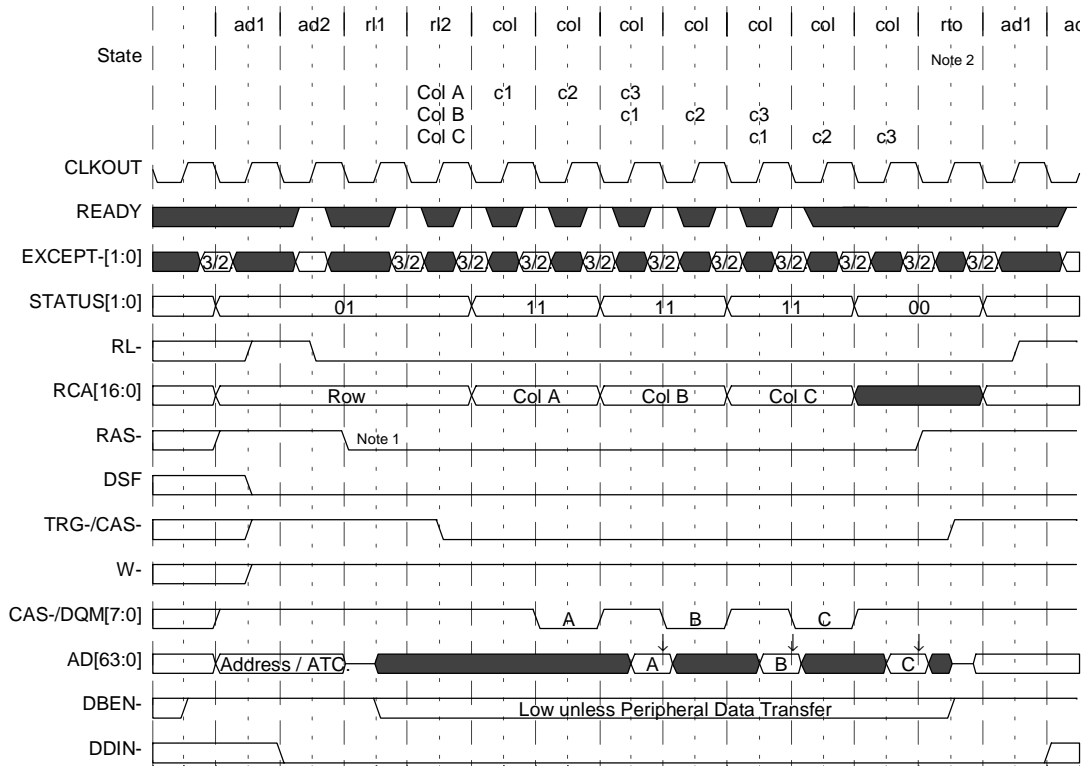 ad1 ad2 rl1 rl2 col col col col col col col rto ad1
State
Note 2
Col A c1 c2 c3
Col B c1 c2 c3
Col C c1 c2 c3
CLKOUT
READY
EXCEPT-[1:0] 3/2 3/2 3/2 3/2 3/2 3/2 3/2 3/2 3/2 3/2 3/2
STATUS[1:0] 01 11 11 11 00
RL-
RCA[16:0] Row Col A Col B Col C
RAS- Note 1
DSF
TRG-/CAS-
W-
CAS-/DQM[7:0] A B C
AD[63:0] Address / ATC. A B C
DBEN- Low unless Peripheral Data Transfer
DDIN-